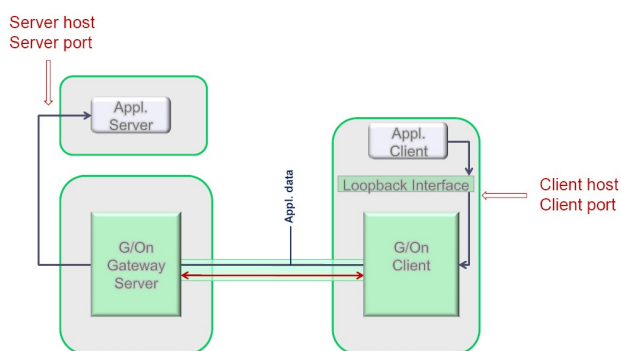 Server host
Server port
Appl.
Server
Appl.
Client
Loopback Interface
Client host
Client port
Appl. data
G/On
Gateway
Server
G/On
Client